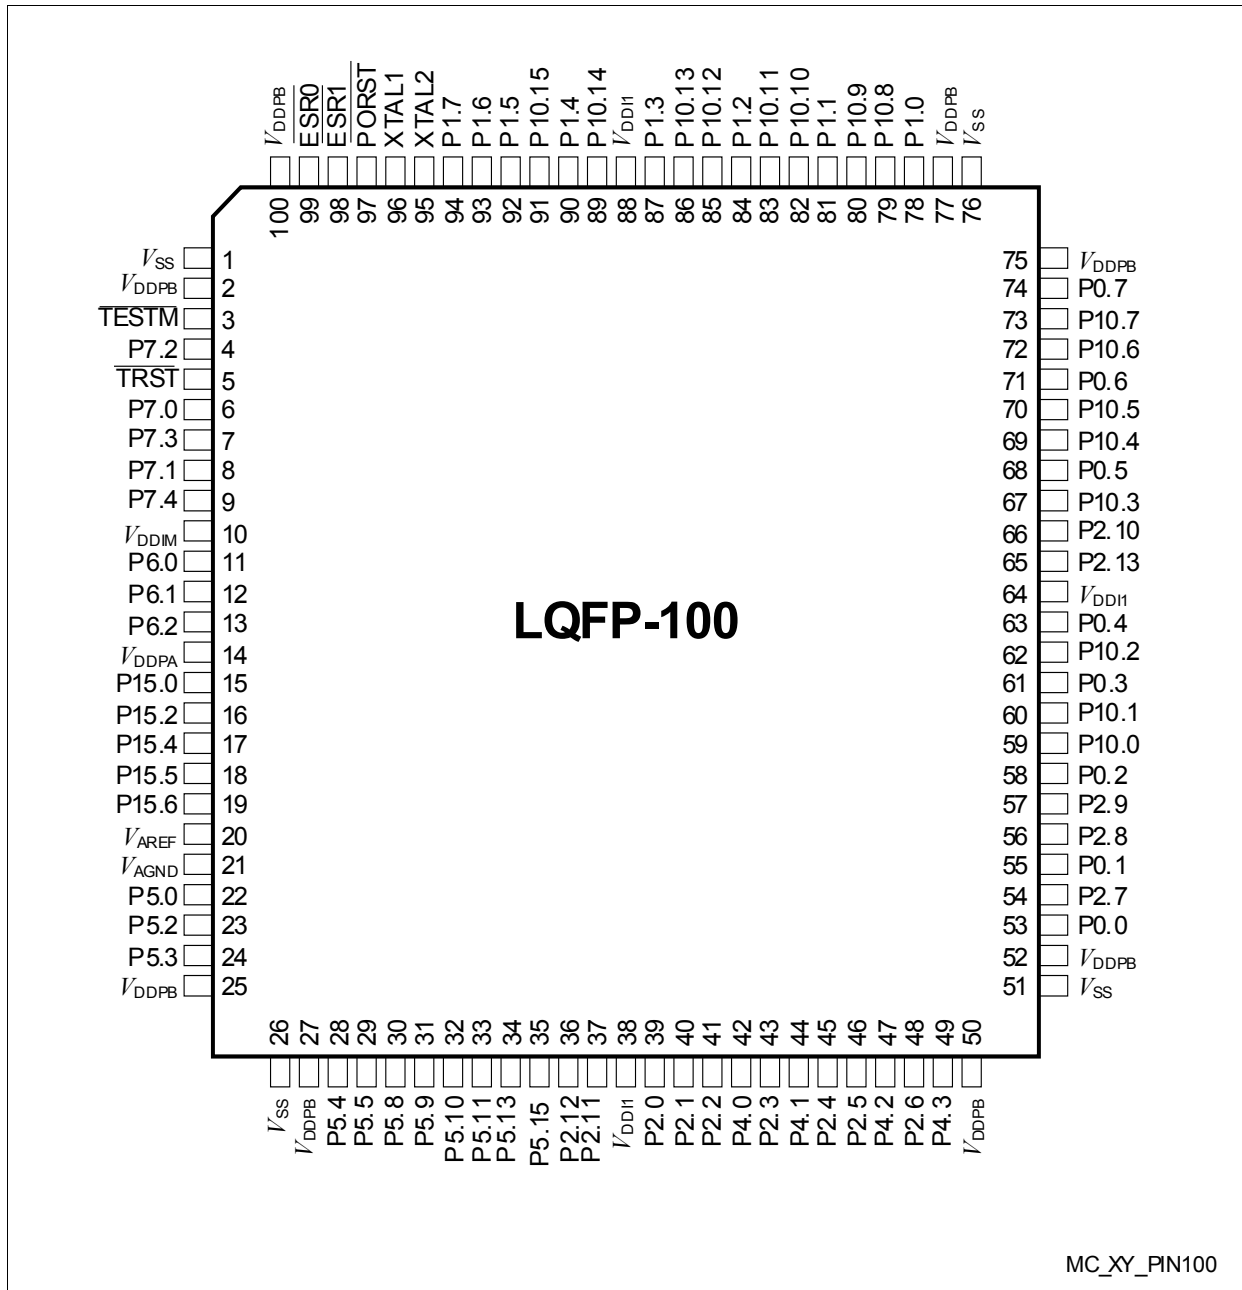 VDDPB ESR0 ESR1 PORST XTAL1 XTAL2 P1.7 P1.6 P1.5 P10.15 P1.4 P10.14 VDDI1 P1.3 P10.13 P10.12 P1.2 P10.11 P10.10 P1.1 P10.9 P10.8 P1.0 VDDPB VSS
100 99 98 97 96 95 94 93 92 91 90 89 88 87 86 85 84 83 82 81 80 79 78 77 76
VSS 1
VDDPB 2
TESTM 3
P7.2 4
TRST 5
P7.0 6
P7.3 7
P7.1 8
P7.4 9
VDDIM 10
P6.0 11
P6.1 12
P6.2 13
VDDPA 14
P15.0 15
P15.2 16
P15.4 17
P15.5 18
P15.6 19
VAREF 20
VAGND 21
P5.0 22
P5.2 23
P5.3 24
VDDPB 25
LQFP-100
75 VDDPB
74 P0.7
73 P10.7
72 P10.6
71 P0.6
70 P10.5
69 P10.4
68 P0.5
67 P10.3
66 P2.10
65 P2.13
64 VDDI1
63 P0.4
62 P10.2
61 P0.3
60 P10.1
59 P10.0
58 P0.2
57 P2.9
56 P2.8
55 P0.1
54 P2.7
53 P0.0
52 VDDPB
51 VSS
26 27 28 29 30 31 32 33 34 35 36 37 38 39 40 41 42 43 44 45 46 47 48 49 50
VSS VDDPB P5.4 P5.5 P5.8 P5.9 P5.10 P5.11 P5.13 P5.15 P2.12 P2.11 VDDI1 P2.0 P2.1 P2.2 P4.0 P2.3 P4.1 P2.4 P2.5 P4.2 P2.6 P4.3 VDDPB
MC_XY_PIN100